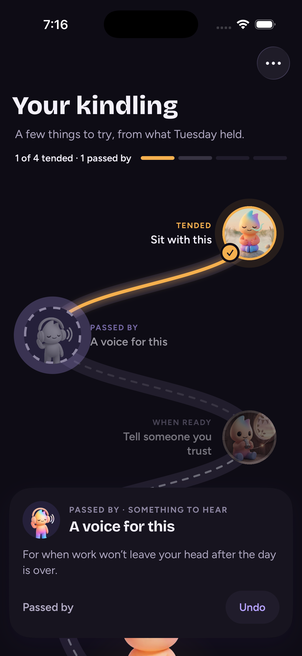 7:16
Your kindling
A few things to try, from what Tuesday held.
1 of 4 tended · 1 passed by
TENDED
Sit with this
PASSED BY
A voice for this
WHEN READY
Tell someone you
trust
PASSED BY · SOMETHING TO HEAR
A voice for this
For when work won't leave your head after the day
is over.
Passed by
Undo